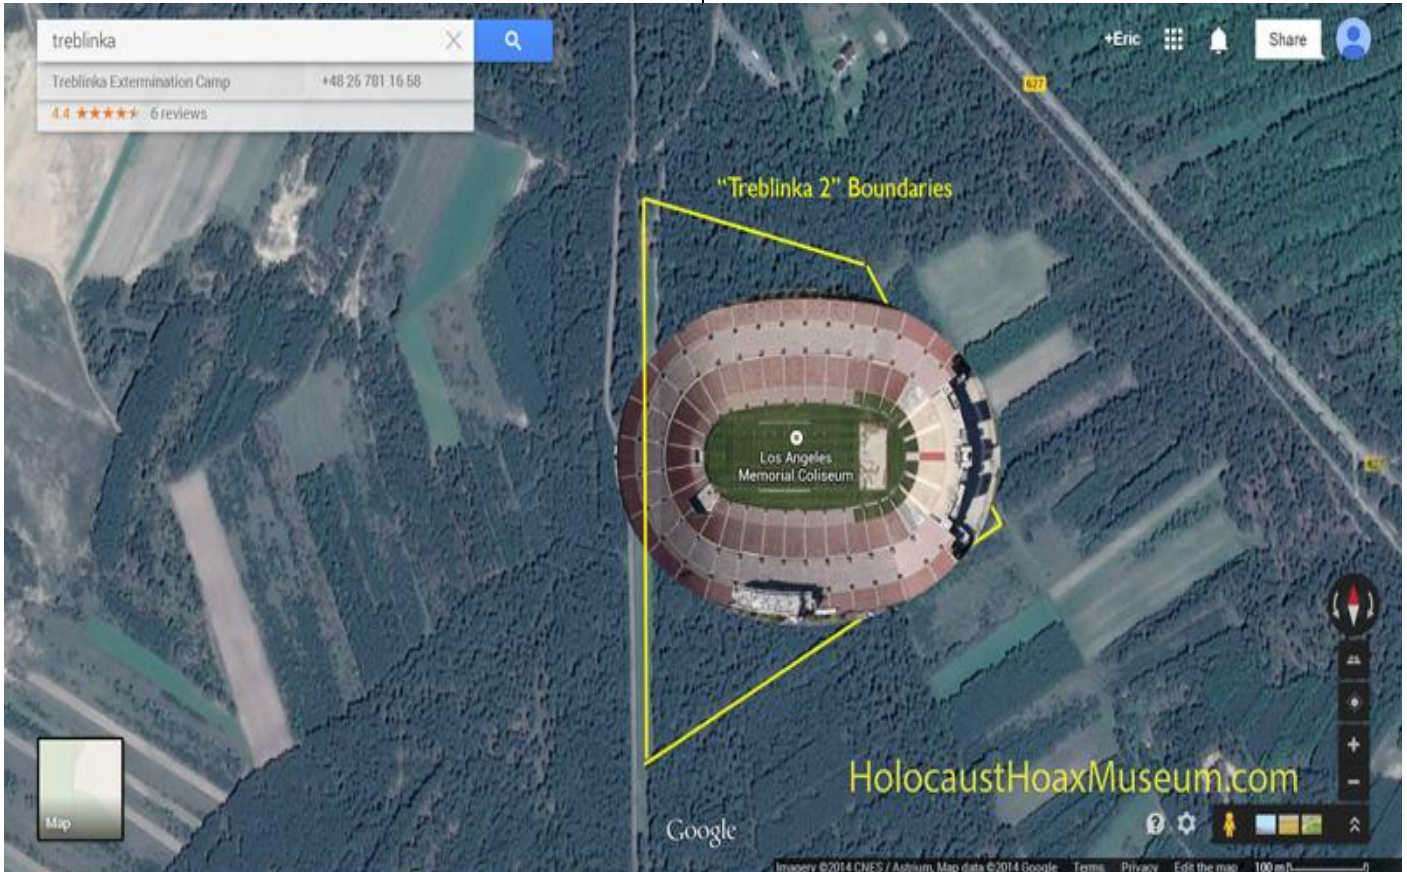 treblinka
Treblinka Extermination Camp +48 25 781 16 58
4.4 6 reviews
+Eric
Share
627
"Treblinka 2" Boundaries
Los Angeles
Memorial Coliseum
HolocaustHoaxMuseum.com
Map
Google
Imagery ©2014 CNES / Astrium, Map data ©2014 Google Terms Privacy Edit the map 100 m